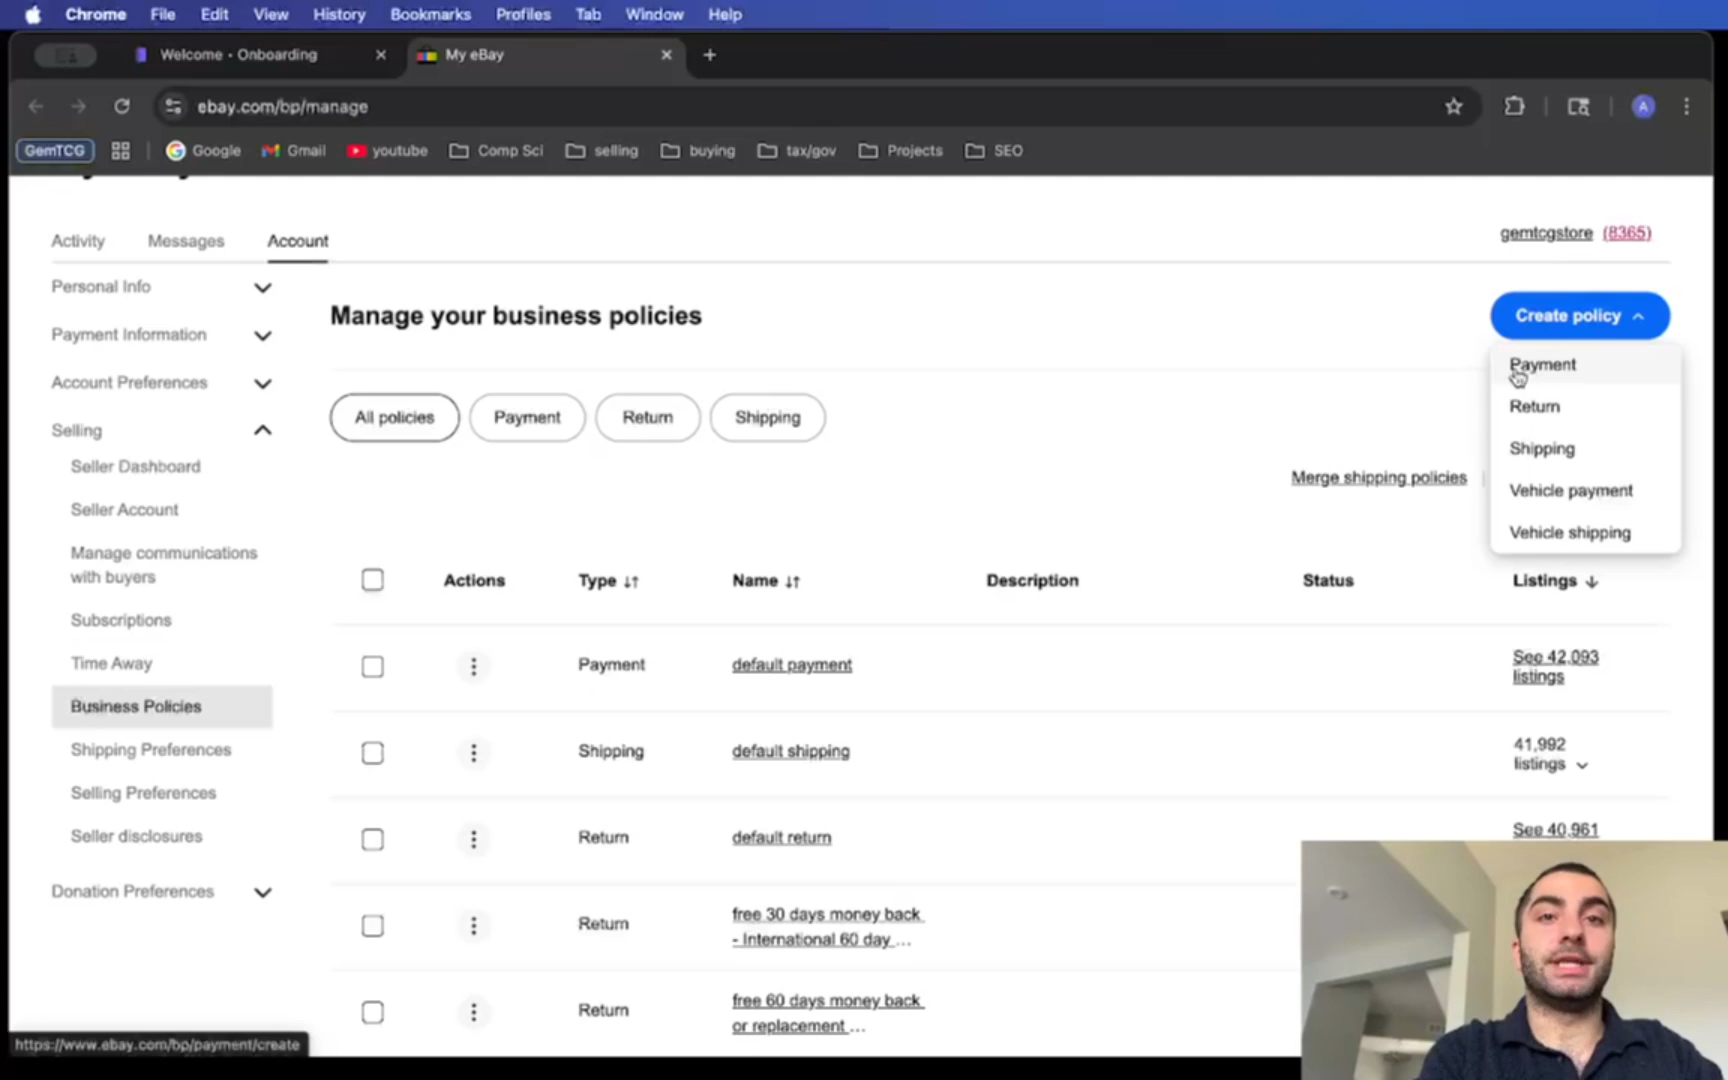 Chrome File Edit View History Bookmarks Profiles Tab Window Help
Welcome - Onboarding
My eBay
ebay.com/bp/manage
A
GemTCG
Google
Gmail
youtube
Comp Sci
selling
buying
tax/gov
Projects
SEO
Activity
Messages
Account
gemtcgstore (8365)
Personal Info
Payment Information
Account Preferences
Selling
Seller Dashboard
Seller Account
Manage communications
with buyers
Subscriptions
Time Away
Business Policies
Shipping Preferences
Selling Preferences
Seller disclosures
Donation Preferences
Manage your business policies
Create policy
Payment
Return
Shipping
Vehicle payment
Vehicle shipping
All policies
Payment
Return
Shipping
Merge shipping policies
Actions
Type
Name
Description
Status
Listings
Payment
default payment
See 42,093
listings
Shipping
default shipping
41,992
listings
Return
default return
See 40,961
Return
free 30 days money back
- International 60 day ...
Return
free 60 days money back
or replacement ...
https://www.ebay.com/bp/payment/create